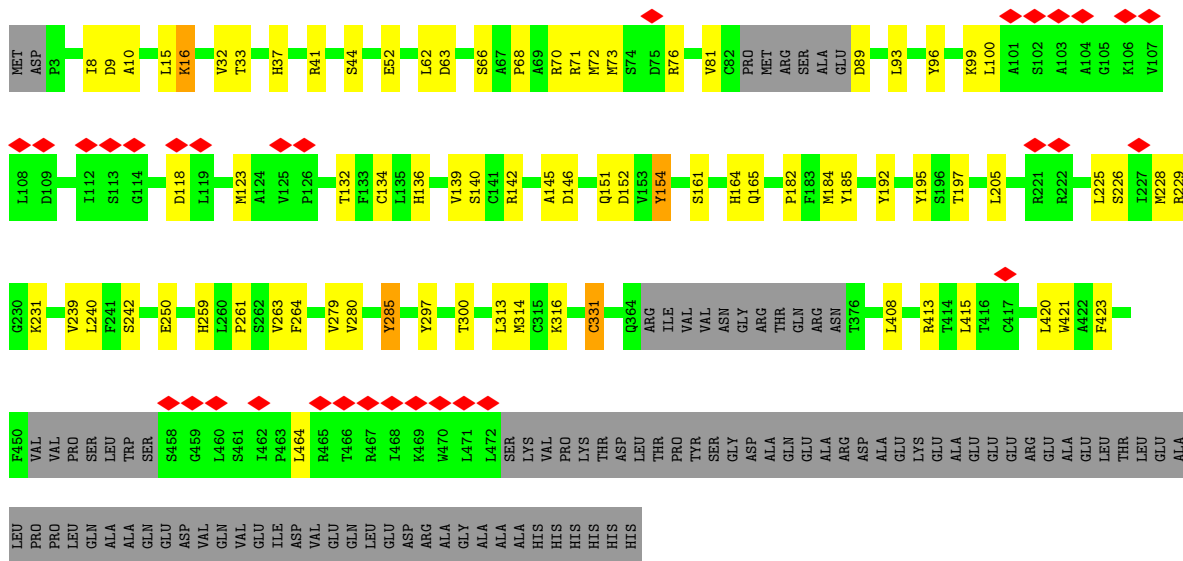 MET ASP P3 I8 D9 A10 L15 K16 V32 T33 H37 R41 S44 E52 L62 D63 S66 A67 P68 A69 R70 R71 M72 M73 S74 D75 R76 V81 C82 PRO MET ARG SER ALA GLU D89 L93 Y96 K99 L100 A101 S102 A103 A104 G105 K106 V107
L108 D109 I112 S113 G114 D118 L119 M123 A124 V125 P126 T132 F133 C134 L135 H136 V139 S140 C141 R142 A145 D146 Q151 D152 V153 Y154 S161 H164 Q165 P182 F183 M184 Y185 Y192 Y195 S196 T197 L205 R221 R222 L225 S226 I227 M228 R229
G230 K231 V239 L240 F241 S242 E250 H259 L260 P261 S262 V263 F264 V279 V280 Y285 Y297 T300 L313 M314 C315 K316 C331 Q364 ARG ILE VAL VAL ASN GLY ARG THR GLN ARG ASN T376 L408 R413 T414 L415 T416 C417 L420 W421 A422 F423
F450 VAL VAL PRO SER LEU TRP SER S458 G459 L460 S461 I462 P463 L464 R465 T466 R467 I468 K469 W470 L471 L472 SER LYS VAL PRO LYS THR ASP LEU THR PRO TYR SER GLY ASP ALA GLN GLU ALA ARG ASP ALA GLU LYS GLU ALA GLU GLU GLU ARG GLU ALA GLU LEU THR LEU GLU ALA
LEU PRO PRO LEU GLN ALA ALA GLN GLU ASP VAL GLN VAL GLU ILE ASP VAL GLU GLN LEU GLU ASP ARG ALA GLY ALA ALA ALA HIS HIS HIS HIS HIS HIS